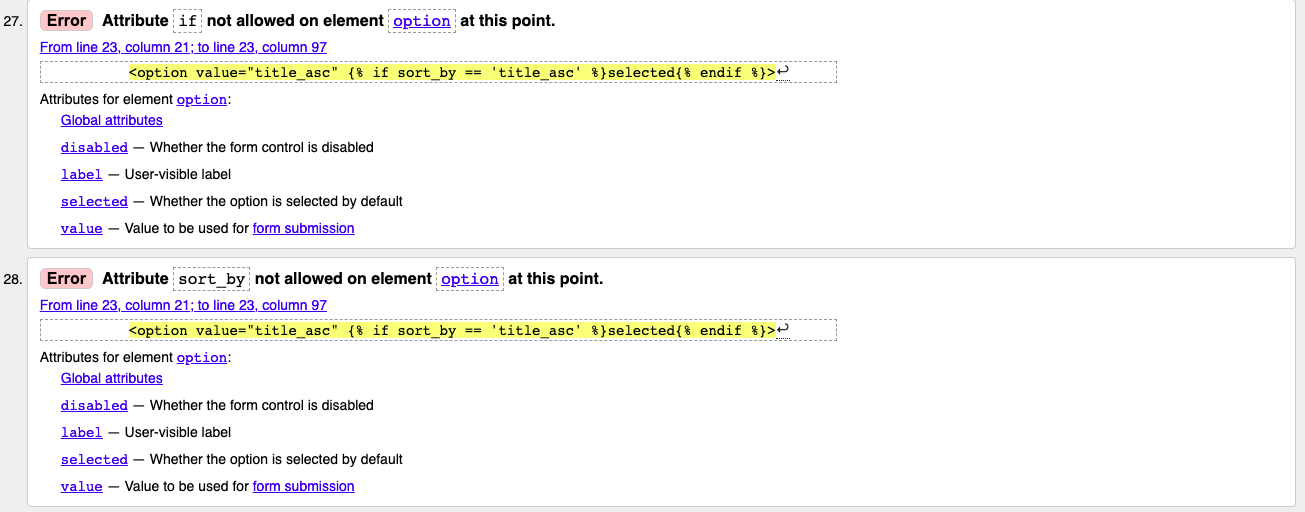 27. Error Attribute if not allowed on element option at this point.
From line 23, column 21; to line 23, column 97
<option value="title_asc" {% if sort_by == 'title_asc' %}selected{% endif %}>↩
Attributes for element option:
Global attributes
disabled — Whether the form control is disabled
label — User-visible label
selected — Whether the option is selected by default
value — Value to be used for form submission
28. Error Attribute sort_by not allowed on element option at this point.
From line 23, column 21; to line 23, column 97
<option value="title_asc" {% if sort_by == 'title_asc' %}selected{% endif %}>↩
Attributes for element option:
Global attributes
disabled — Whether the form control is disabled
label — User-visible label
selected — Whether the option is selected by default
value — Value to be used for form submission